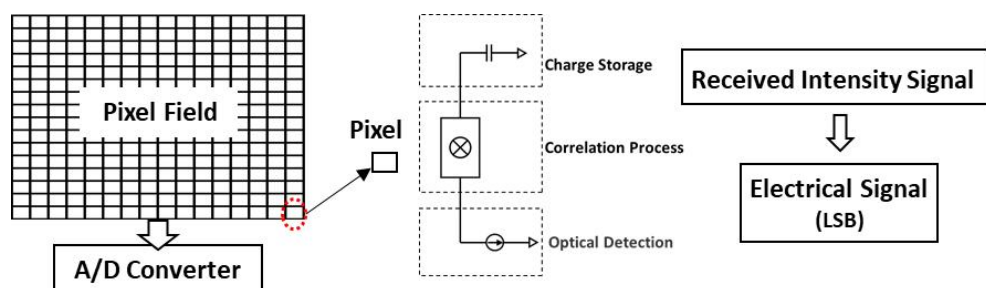 Pixel Field
A/D Converter
Pixel
Charge Storage
Correlation Process
Optical Detection
Received Intensity Signal
Electrical Signal
(LSB)